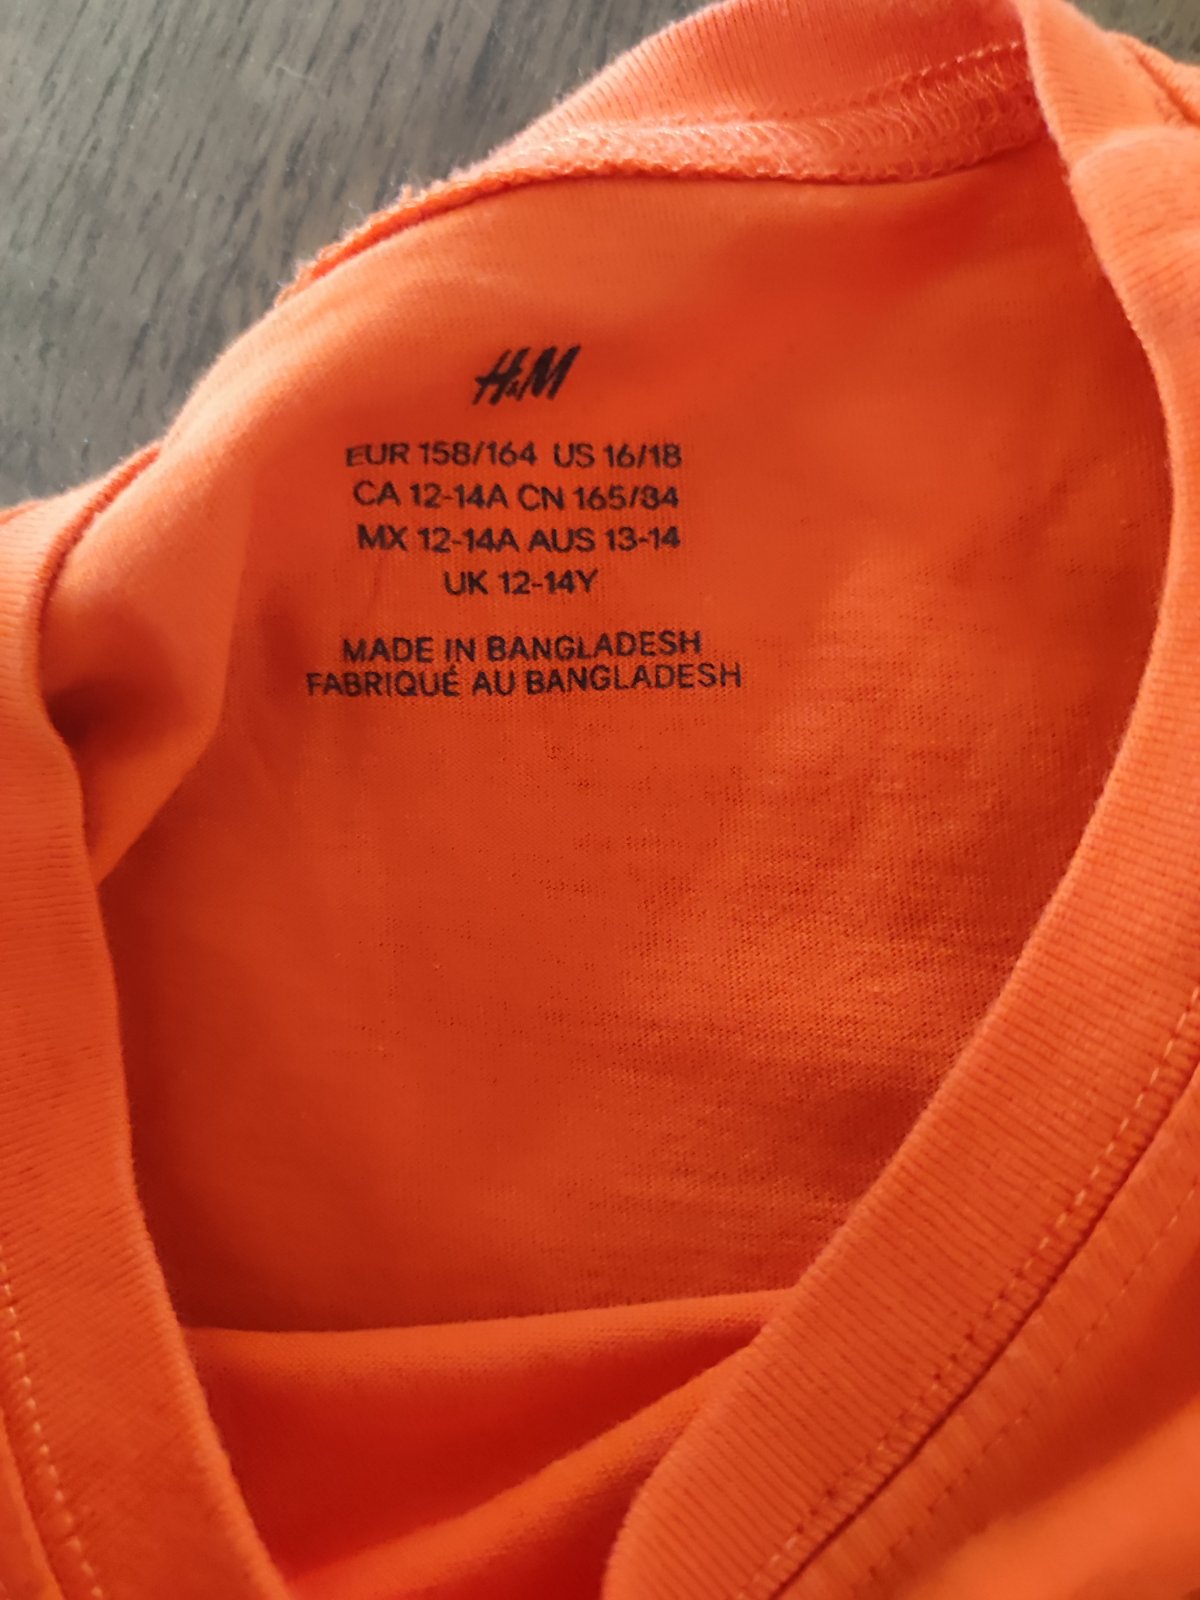 H&M
EUR 158/164 US 16/18
CA 12-14A CN 165/84
MX 12-14A AUS 13-14
UK 12-14Y
MADE IN BANGLADESH
FABRIQUÉ AU BANGLADESH